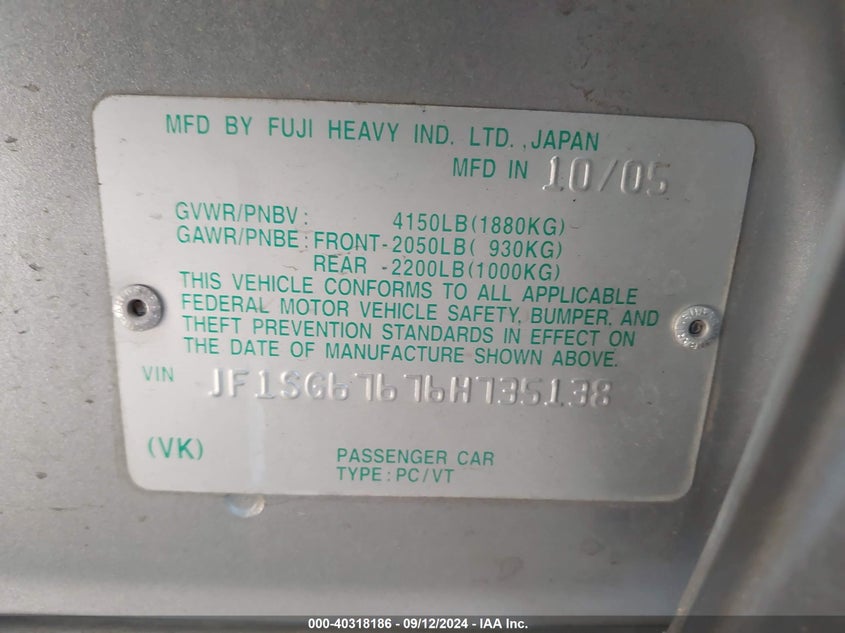 MFD BY FUJI HEAVY IND. LTD., JAPAN
MFD IN 10/05
GVWR/PNBV: 4150LB(1880KG)
GAWR/PNBE: FRONT-2050LB( 930KG)
REAR -2200LB(1000KG)
THIS VEHICLE CONFORMS TO ALL APPLICABLE
FEDERAL MOTOR VEHICLE SAFETY, BUMPER, AND
THEFT PREVENTION STANDARDS IN EFFECT ON
THE DATE OF MANUFACTURE SHOWN ABOVE.
VIN JF1SG67676H735138
(VK)
PASSENGER CAR
TYPE: PC/VT
000-40318186 - 09/12/2024 - IAA Inc.